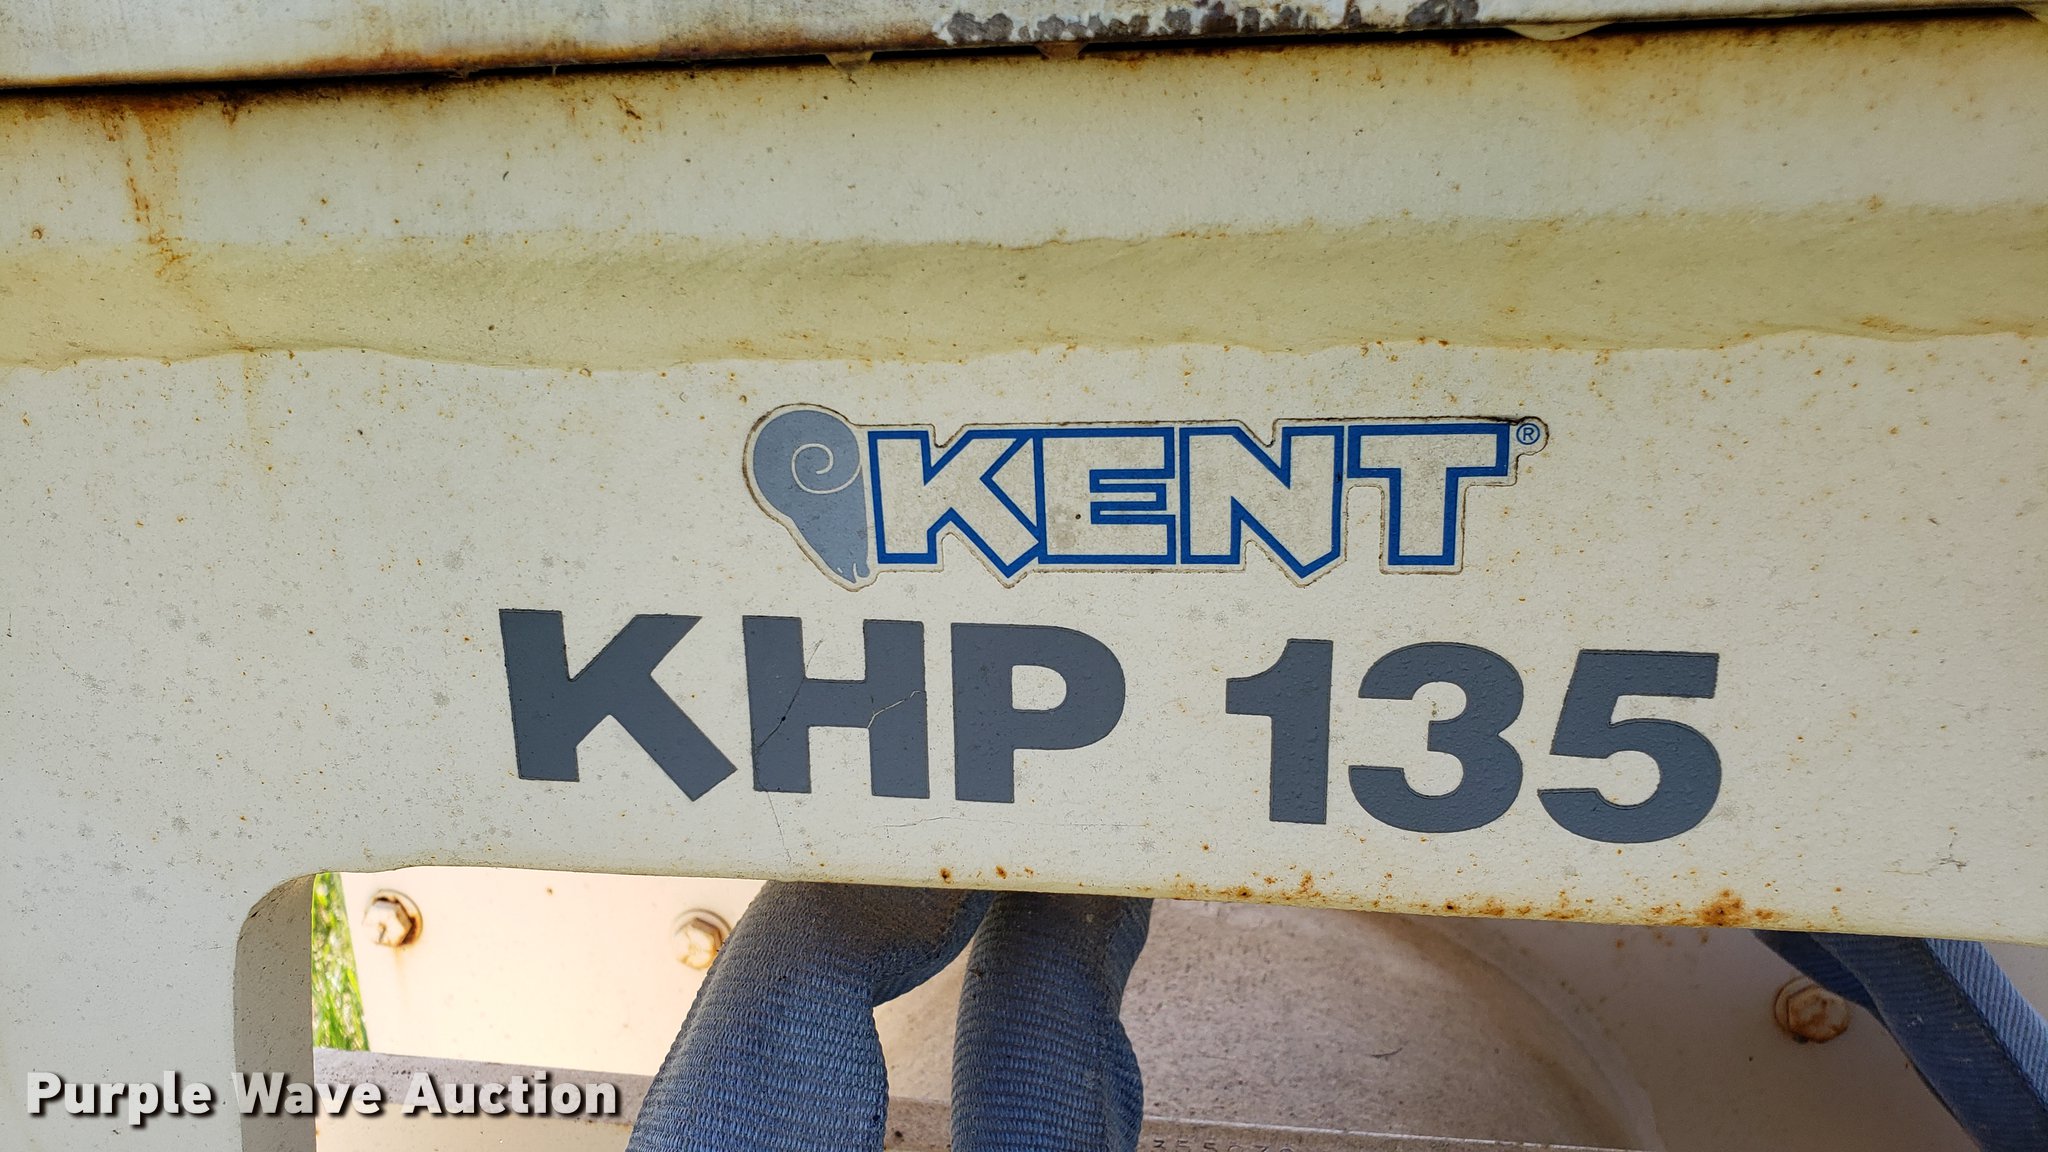 KENT®
KHP 135
Purple Wave Auction